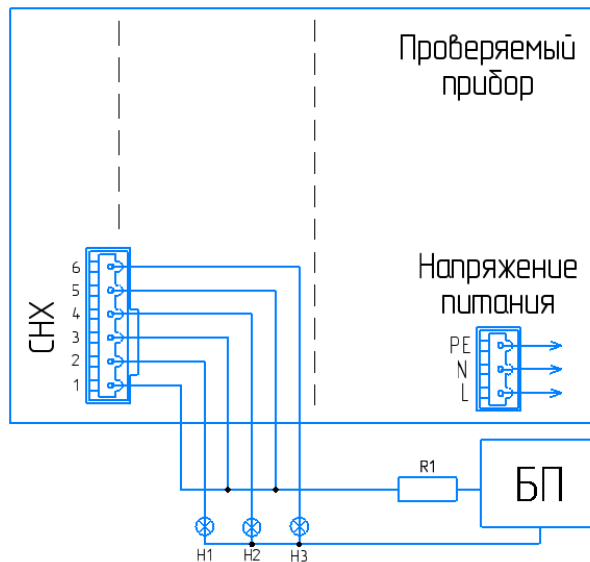 Проверяемый
прибор
Напряжение
питания
СНХ
6
5
4
3
2
1
PE
N
L
R1
БП
H1
H2
H3